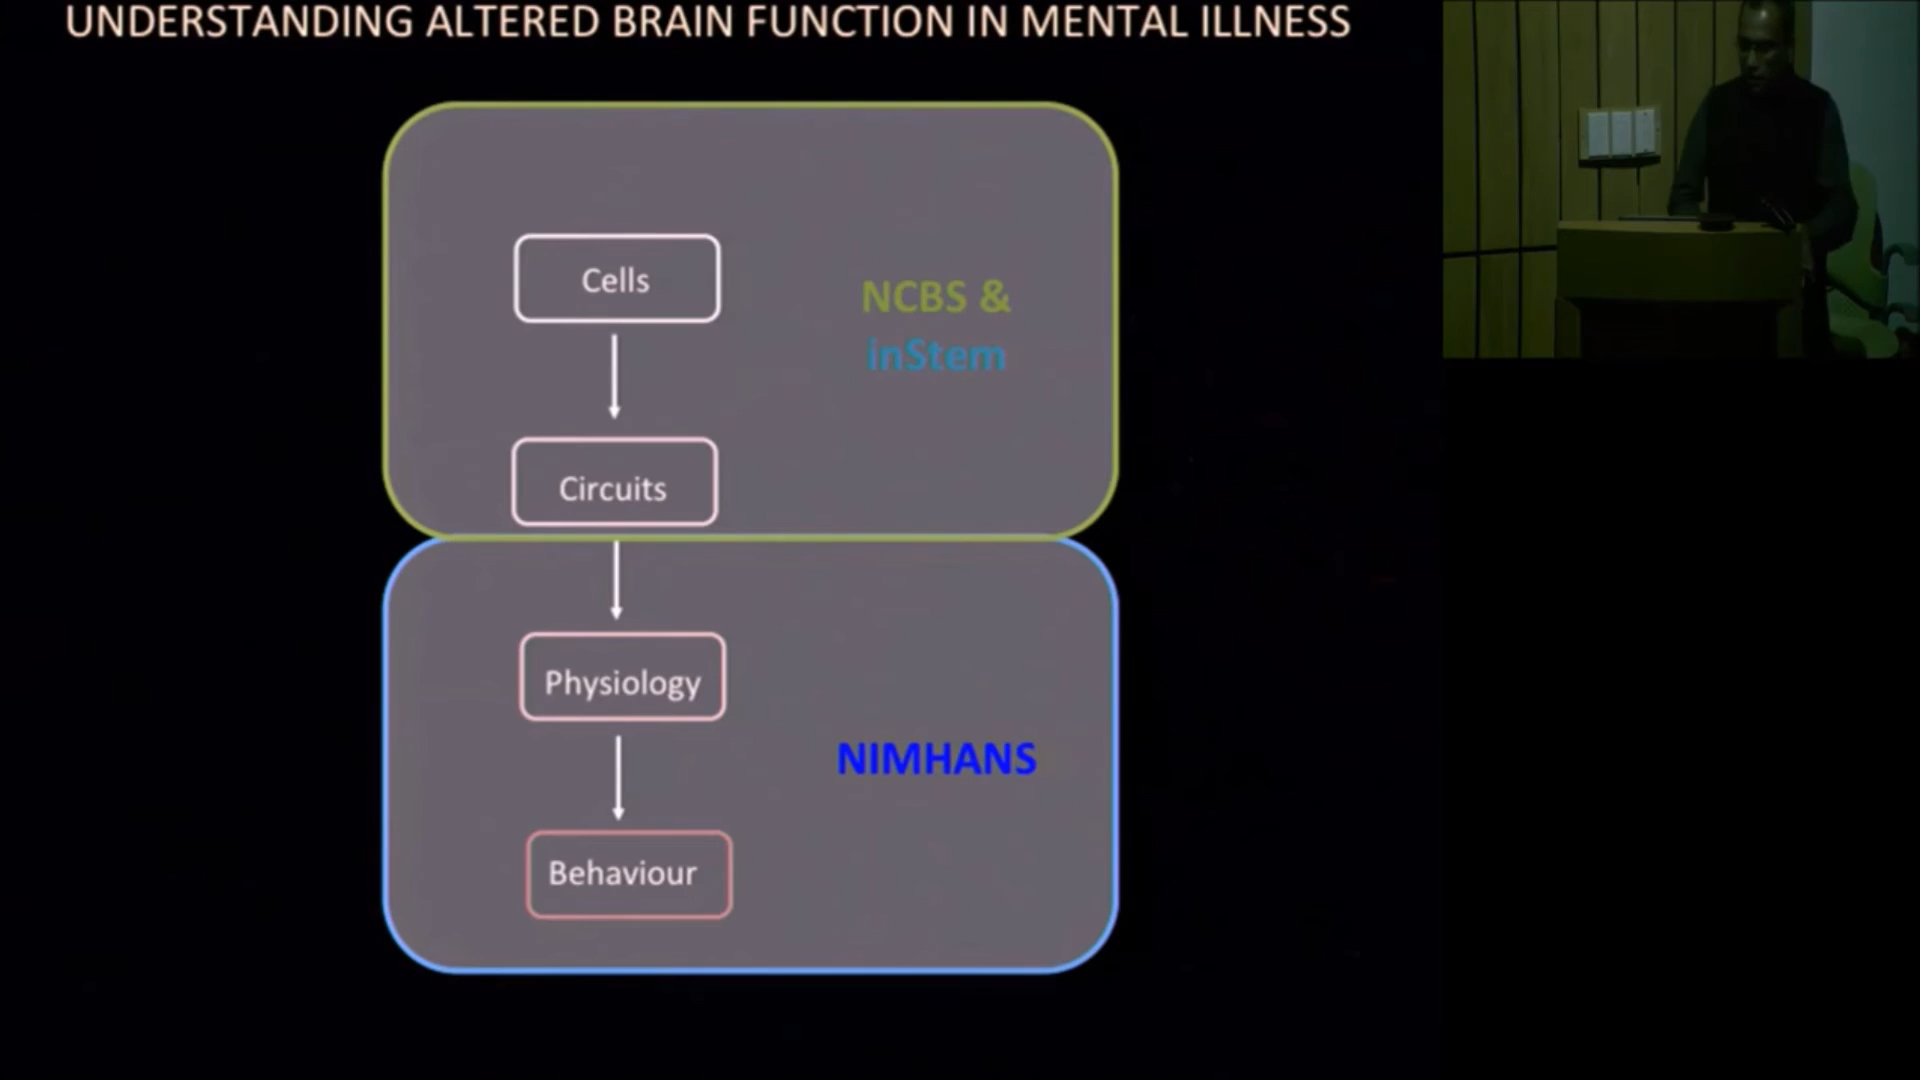 UNDERSTANDING ALTERED BRAIN FUNCTION IN MENTAL ILLNESS
Cells
NCBS &
inStem
Circuits
Physiology
NIMHANS
Behaviour